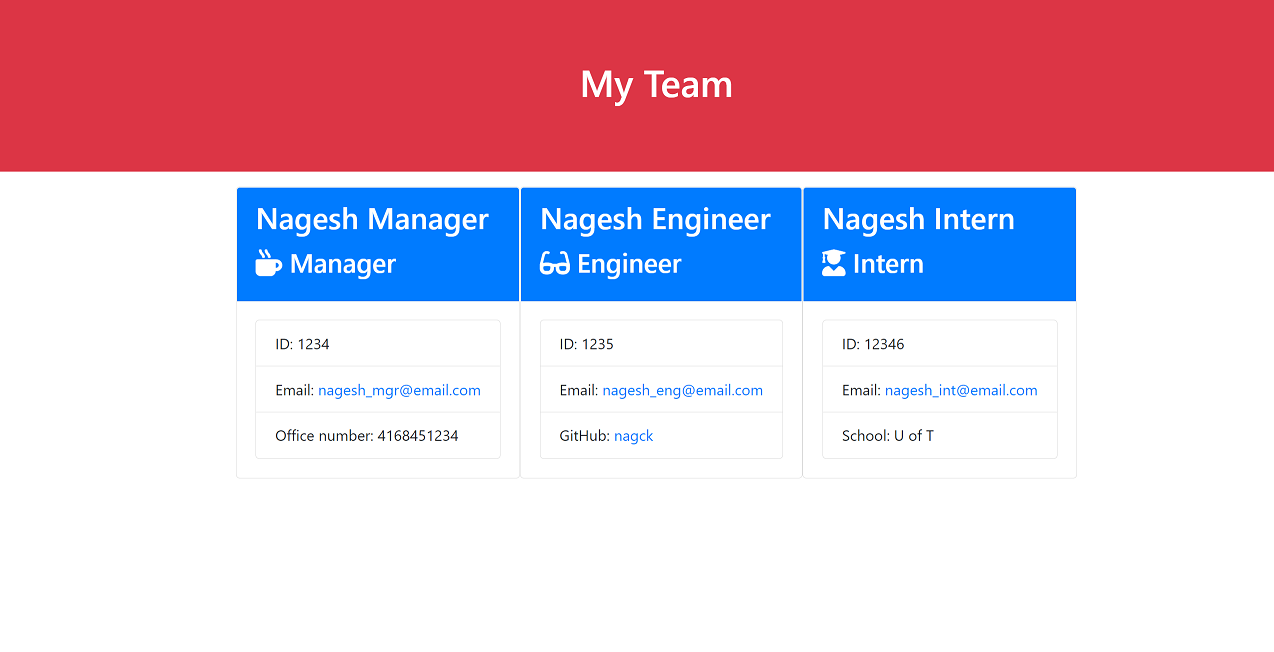 My Team
Nagesh Manager
Manager
ID: 1234
Email: nagesh_mgr@email.com
Office number: 4168451234
Nagesh Engineer
Engineer
ID: 1235
Email: nagesh_eng@email.com
GitHub: nagck
Nagesh Intern
Intern
ID: 12346
Email: nagesh_int@email.com
School: U of T